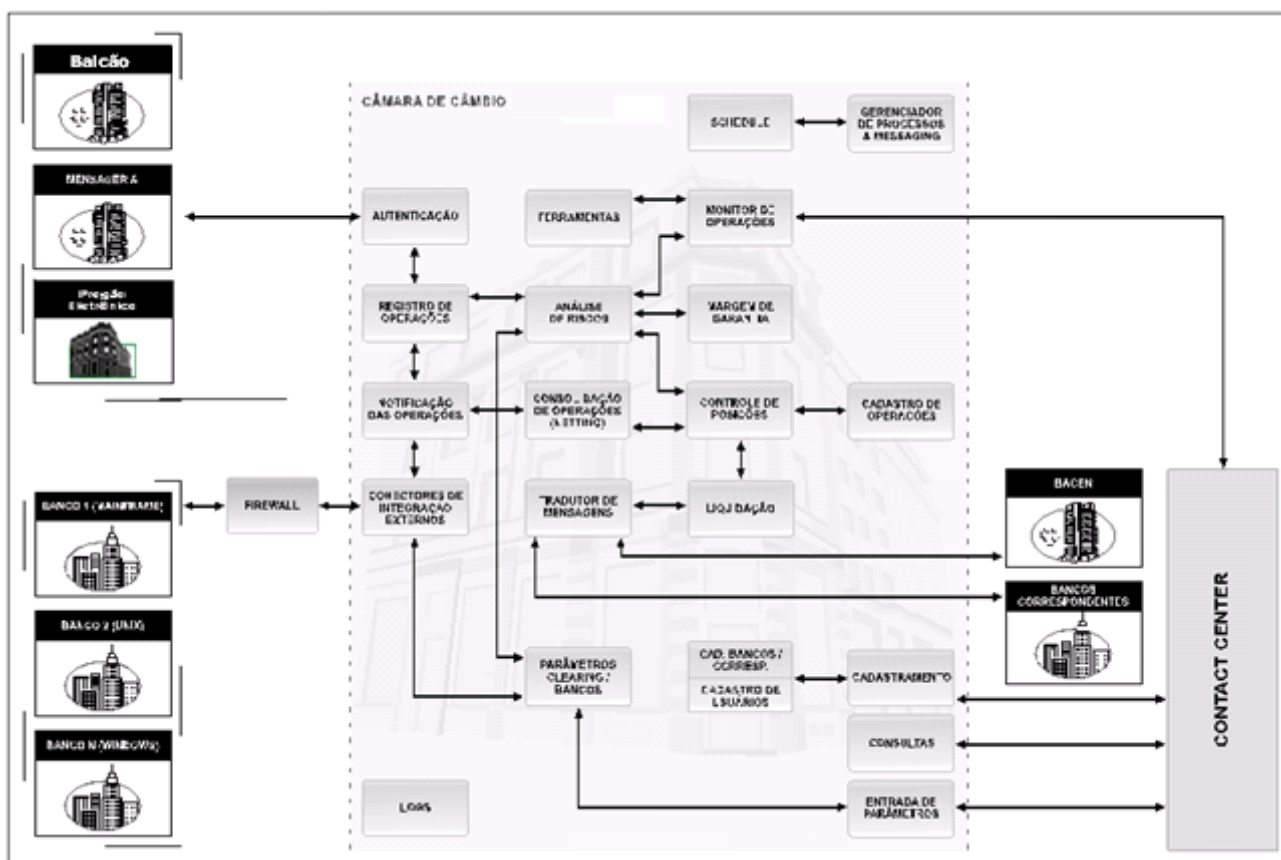 Balcão
CÂMARA DE CÂMBIO
SCHEDULE
GERENCIADOR
DE PROCESSOS
& MESSAGING
MENSAGERIA
AUTENTICAÇÃO
FERRAMENTAS
MONITOR DE
OPERAÇÕES
Pregão
Eletrônico
REGISTRO DE
OPERAÇÕES
ANÁLISE
DE RISCOS
MARGEM DE
GARANTIA
NOTIFICAÇÃO
DAS OPERAÇÕES
CONSOLIDAÇÃO
DE OPERAÇÕES
(NETTING)
CONTROLE DE
POSIÇÕES
CADASTRO DE
OPERAÇÕES
BANCO 1 (MAINFRAME)
FIREWALL
CONECTORES DE
INTEGRAÇÃO
EXTERNOS
TRADUTOR DE
MENSAGENS
LIQUIDAÇÃO
BACEN
BANCOS
CORRESPONDENTES
CONTACT CENTER
BANCO 2 (UNIX)
PARÂMETROS
CLEARING /
BANCOS
CAD. BANCOS /
CORRESP.
CADASTRO DE
USUÁRIOS
CADASTRAMENTO
BANCO N (WINDOWS)
CONSULTAS
LOGS
ENTRADA DE
PARÂMETROS